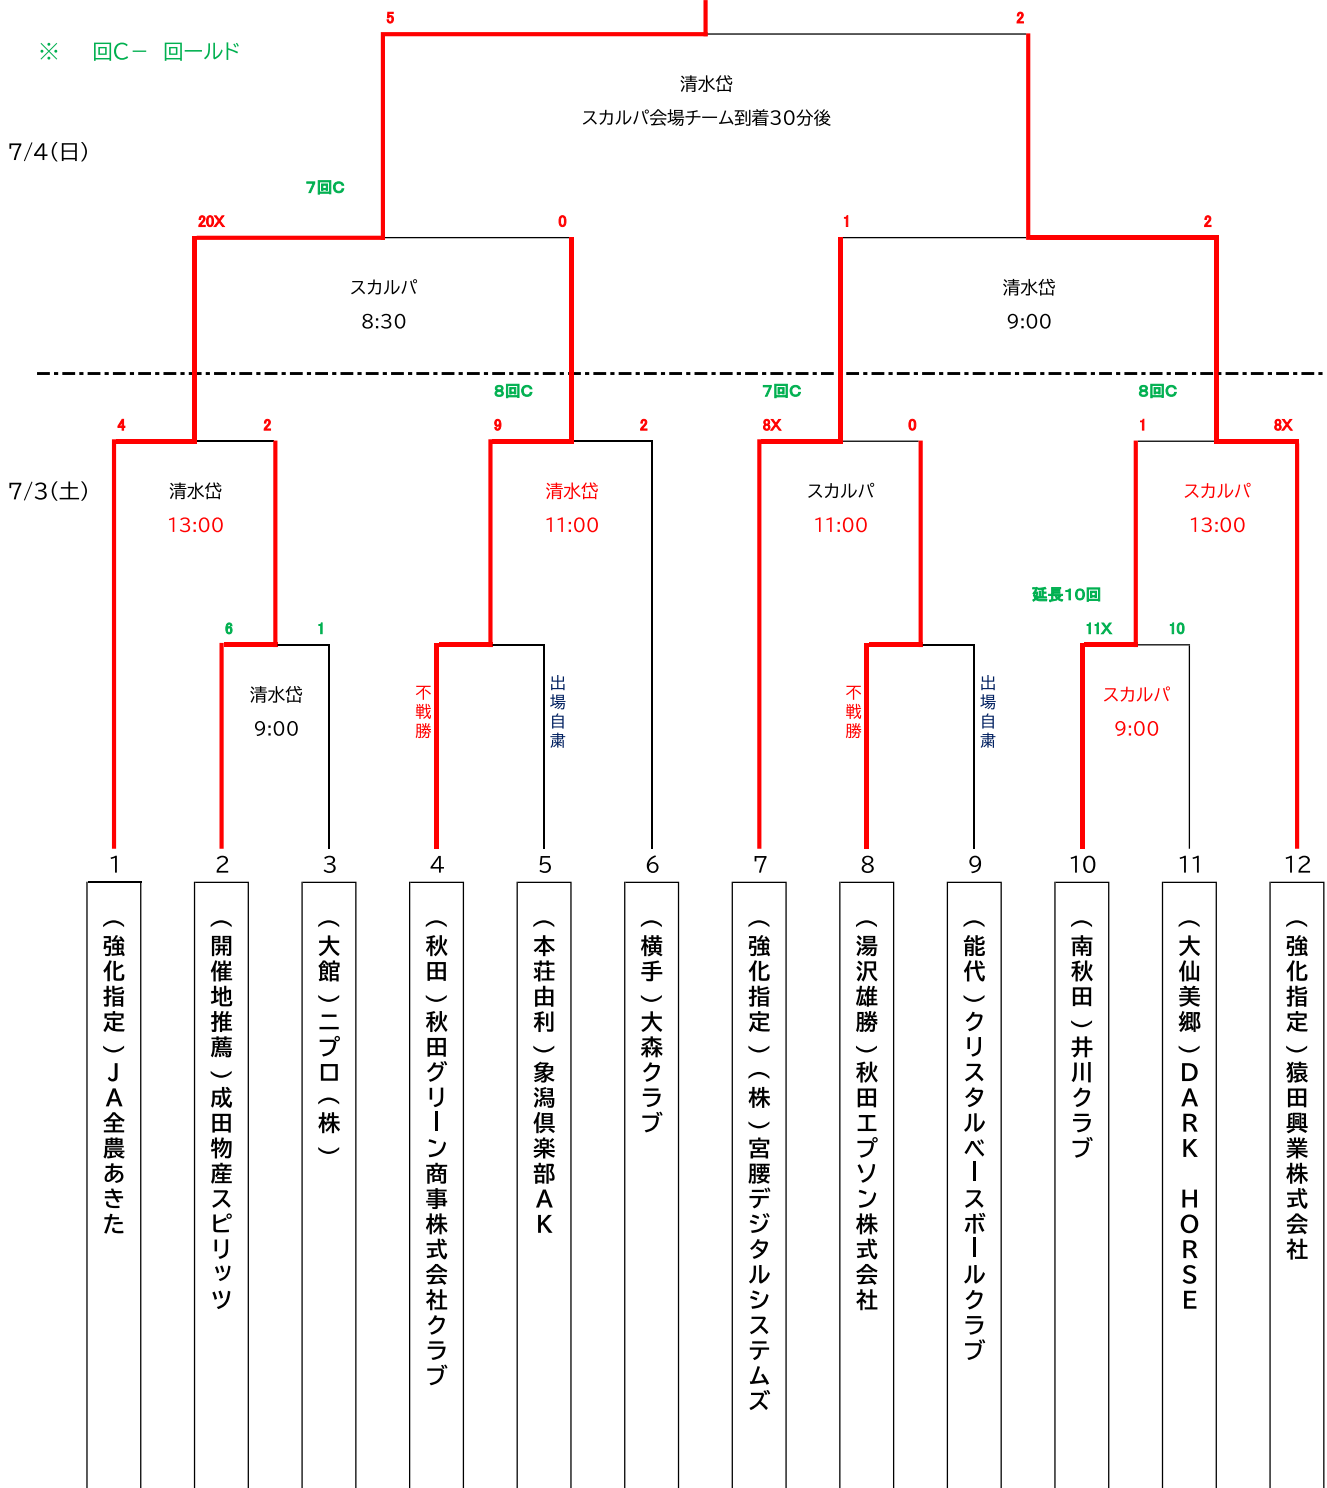 5 2
※ 回C－ 回ールド
清水岱
スカルパ会場チーム到着30分後
7/4(日)
7回C
20X 0 1 2
スカルパ 清水岱
8:30 9:00
8回C 7回C 8回C
4 2 9 2 8X 0 1 8X
7/3(土)
清水岱 清水岱 スカルパ スカルパ
13:00 11:00 11:00 13:00
延長10回
6 1 11X 10
清水岱 不戦勝 出場自粛 不戦勝 出場自粛 スカルパ
9:00 9:00
1 2 3 4 5 6 7 8 9 10 11 12
(強化指定)JA全農あきた
(開催地推薦)成田物産スピリッツ
(大館)ニプロ(株)
(秋田)秋田グリーン商事株式会社クラブ
(本荘由利)象潟倶楽部AK
(横手)大森クラブ
(強化指定)(株)宮腰デジタルシステムズ
(湯沢雄勝)秋田エプソン株式会社
(能代)クリスタルベースボールクラブ
(南秋田)井川クラブ
(大仙美郷)DARK HORSE
(強化指定)猿田興業株式会社